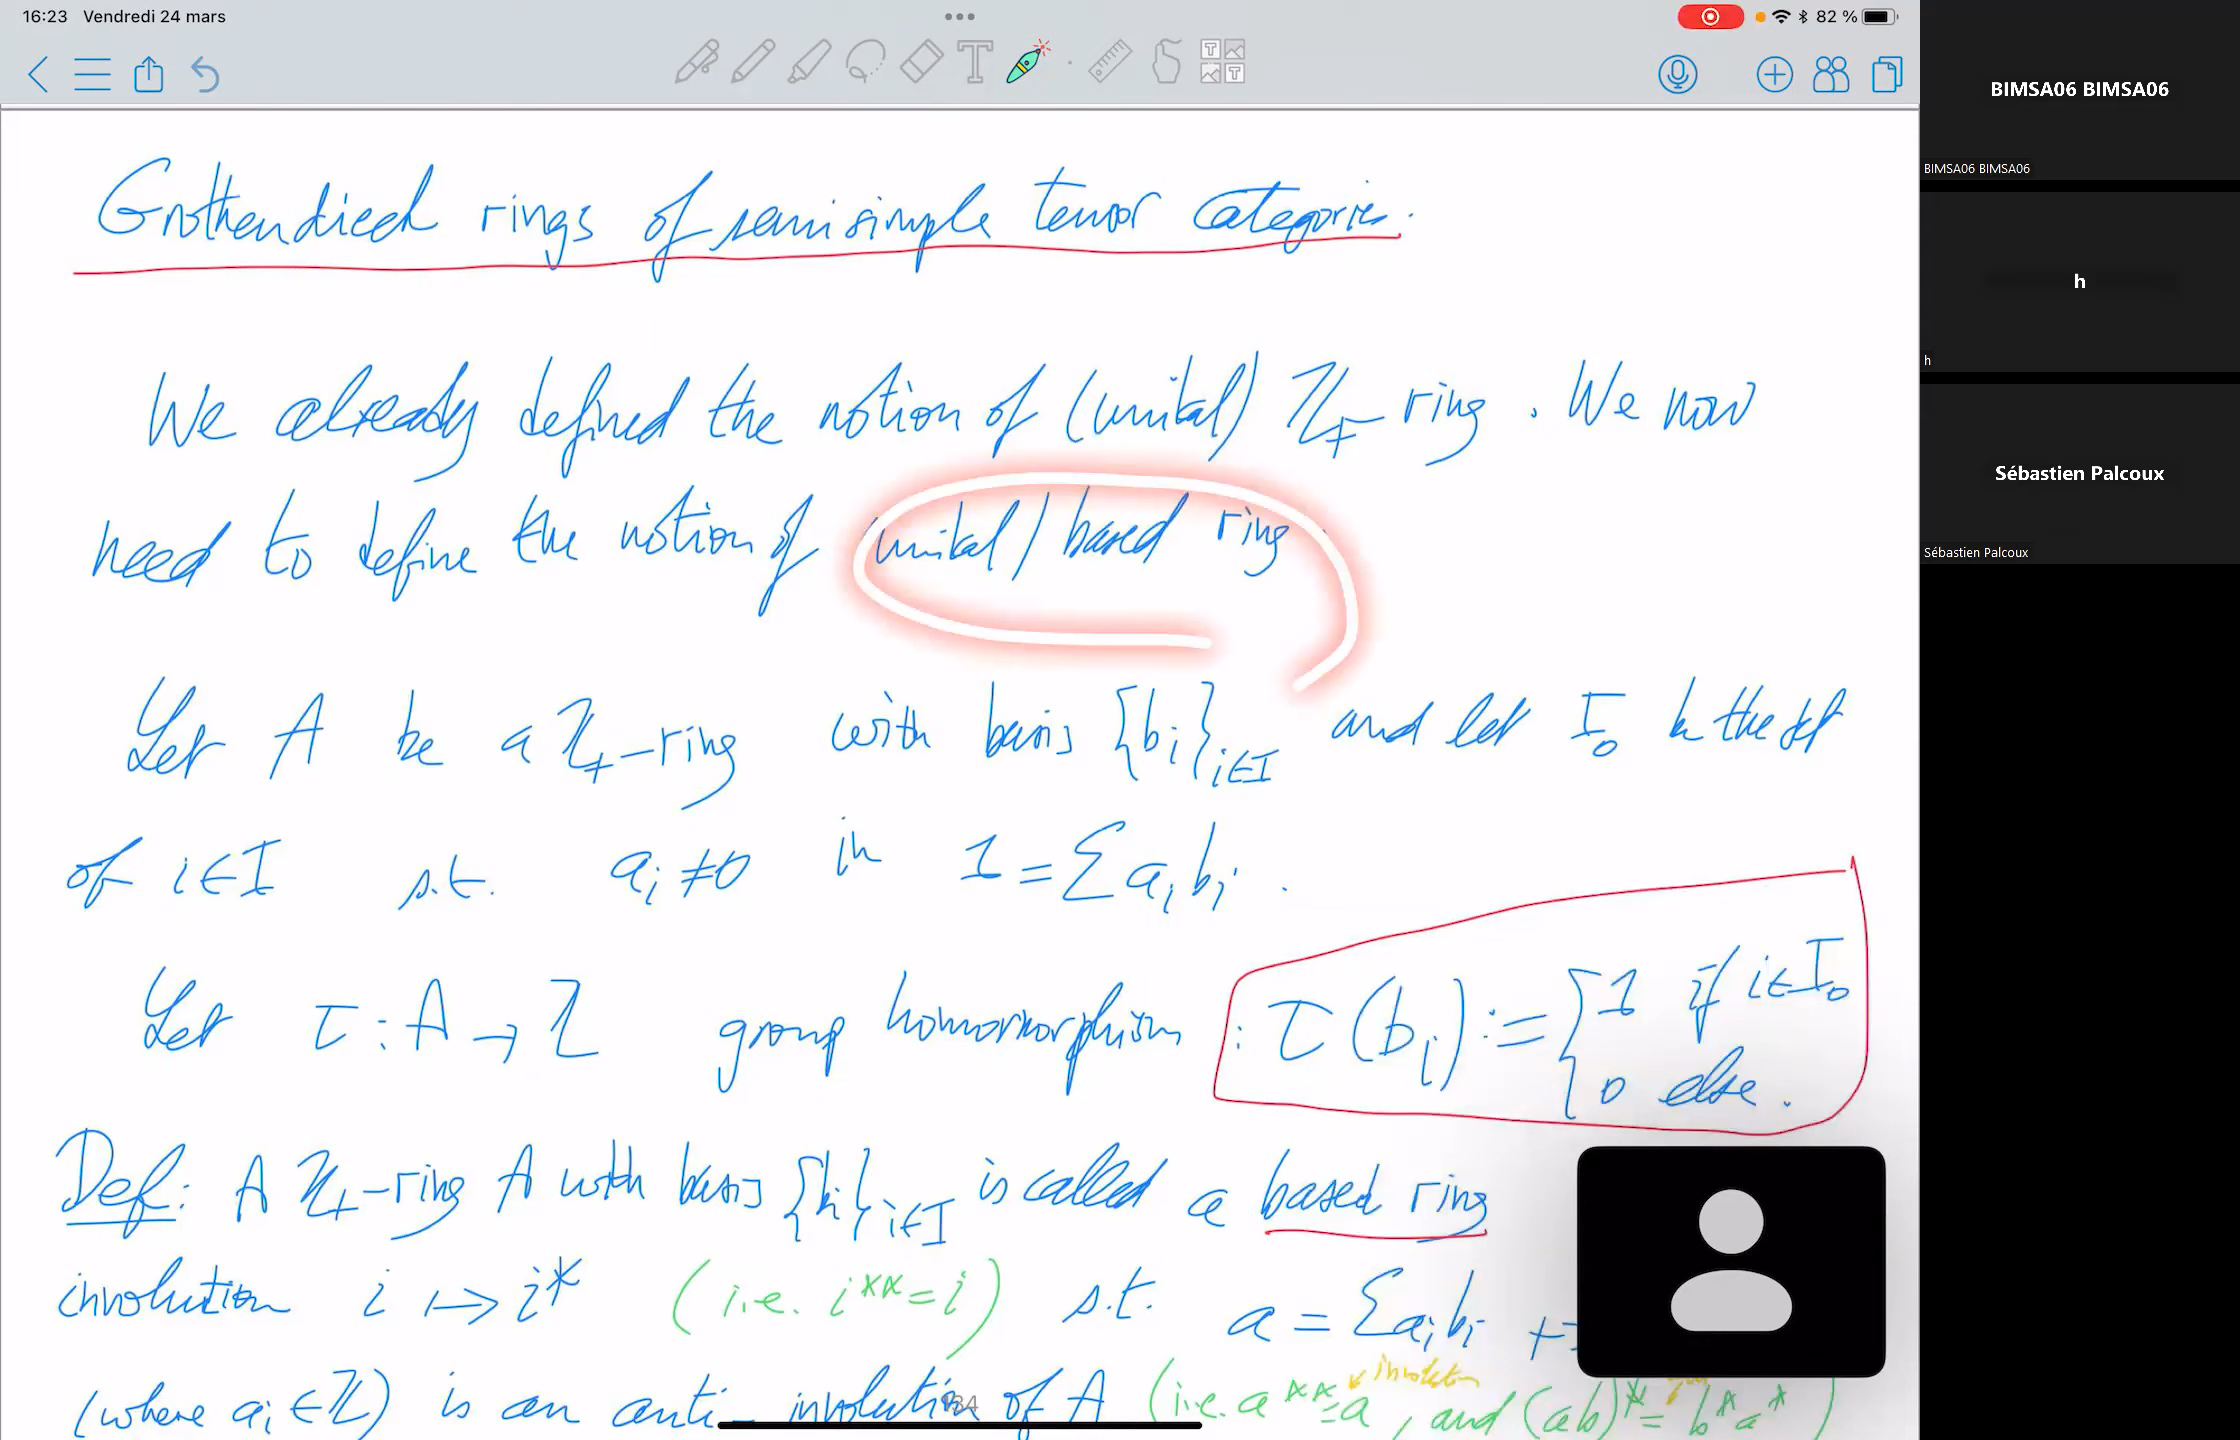 16:23 Vendredi 24 mars
82 %
Grothendieck rings of semisimple tensor categories.
We already defined the notion of (unital) ℤ₊-ring. We now
need to define the notion of (unital) based ring
Let A be a ℤ₊-ring with basis {bᵢ}ᵢ∈I and let I₀ be the set
of i∈I s.t. aᵢ≠0 in 1 = Σ aᵢbᵢ.
Let τ: A → ℤ group homomorphism : τ(bᵢ) := { 1 if i∈I₀
0 else.
Def: A ℤ₊-ring A with basis {bᵢ}ᵢ∈I is called a based ring
involution i ↦ i* (i.e. i**=i) s.t. a = Σaᵢbᵢ ↦
involution
(where aᵢ∈ℤ) is an anti-involution of A (i.e. a**=a, and (ab)*=b*a*)
134
BIMSA06 BIMSA06
BIMSA06 BIMSA06
h
h
Sébastien Palcoux
Sébastien Palcoux